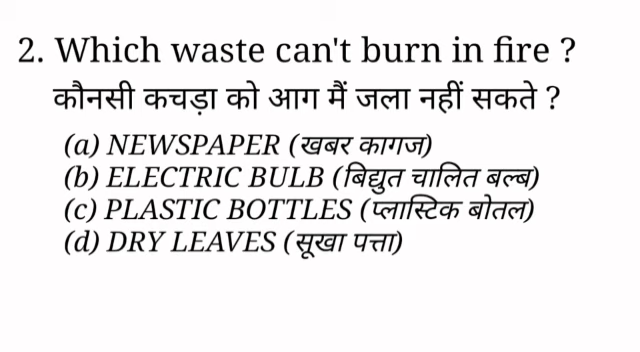 2. Which waste can't burn in fire ?
कौनसी कचड़ा को आग मैं जला नहीं सकते ?
(a) NEWSPAPER (खबर कागज)
(b) ELECTRIC BULB (बिद्युत चालित बल्ब)
(c) PLASTIC BOTTLES (प्लास्टिक बोतल)
(d) DRY LEAVES (सूखा पत्ता)